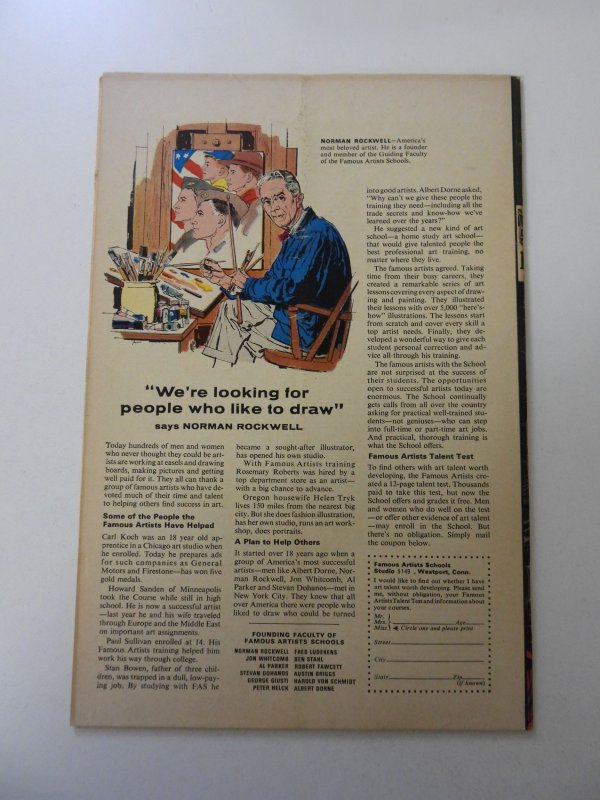 NORMAN ROCKWELL—America's
most beloved artist. He is a founder
and member of the Guiding Faculty
of the Famous Artists Schools.
"We're looking for
people who like to draw"
says NORMAN ROCKWELL
Today hundreds of men and women
who never thought they could be art-
ists are working at easels and drawing
boards, making pictures and getting
well paid for it. They all can thank a
group of famous artists who have de-
voted much of their time and talent
to helping others find success in art.
Some of the People the
Famous Artists Have Helped
Carl Koch was an 18 year old ap-
prentice in a Chicago art studio when
he enrolled. Today he prepares ads
for such companies as General
Motors and Firestone—has won five
gold medals.
Howard Sanden of Minneapolis
took the Course while still in high
school. He is now a successful artist
—last year he and his wife traveled
through Europe and the Middle East
on important art assignments.
Paul Sullivan enrolled at 14. His
Famous Artists training helped him
work his way through college.
Stan Bowen, father of three chil-
dren, was trapped in a dull, low-pay-
ing job. By studying with FAS he
became a sought-after illustrator,
has opened his own studio.
With Famous Artists training
Rosemary Roberts was hired by a
top department store as an artist—
with a big chance to advance.
Oregon housewife Helen Tryk
lives 150 miles from the nearest big
city. But she does fashion illustration,
has her own studio, runs an art work-
shop, does portraits.
A Plan to Help Others
It started over 18 years ago when a
group of America's most successful
artists—men like Albert Dorne, Nor-
man Rockwell, Jon Whitcomb, Al
Parker and Stevan Dohanos—met in
New York City. They knew that all
over America there were people who
liked to draw who could be turned
FOUNDING FACULTY OF
FAMOUS ARTISTS SCHOOLS
NORMAN ROCKWELL FRED LUDEKENS
JON WHITCOMB BEN STAHL
AL PARKER ROBERT FAWCETT
STEVAN DOHANOS AUSTIN BRIGGS
GEORGE GIUSTI HAROLD VON SCHMIDT
PETER HELCK ALBERT DORNE
into good artists. Albert Dorne asked,
"Why can't we give these people the
training they need—including all the
trade secrets and know-how we've
learned over the years?"
He suggested a new kind of art
school—a home study art school—
that would give talented people the
best professional art training, no
matter where they live.
The famous artists agreed. Taking
time from their busy careers, they
created a remarkable series of art
lessons covering every aspect of draw-
ing and painting. They illustrated
their lessons with over 5,000 "here's-
how" illustrations. The lessons start
from scratch and cover every skill a
top artist needs. Finally, they de-
veloped a wonderful way to give each
student personal correction and ad-
vice all through his training.
The famous artists with the School
are not surprised at the success of
their students. The opportunities
open to successful artists today are
enormous. The School continually
gets calls from all over the country
asking for practical well-trained stu-
dents—not geniuses—who can step
into full-time or part-time art jobs.
And practical, thorough training is
what the School offers.
Famous Artists Talent Test
To find others with art talent worth
developing, the Famous Artists cre-
ated a 12-page talent test. Thousands
paid to take this test, but now the
School offers and grades it free. Men
and women who do well on the test
—or offer other evidence of art talent
—may enroll in the School. But
there's no obligation. Simply mail
the coupon below.
Famous Artists Schools
Studio 5149, Westport, Conn.
I would like to find out whether I have
art talent worth developing. Please send
me, without obligation, your Famous
Artists Talent Test and information about
your courses.
Mr.
Mrs. Age
Miss Circle one and please print
Street
City
State Zip
(if known)